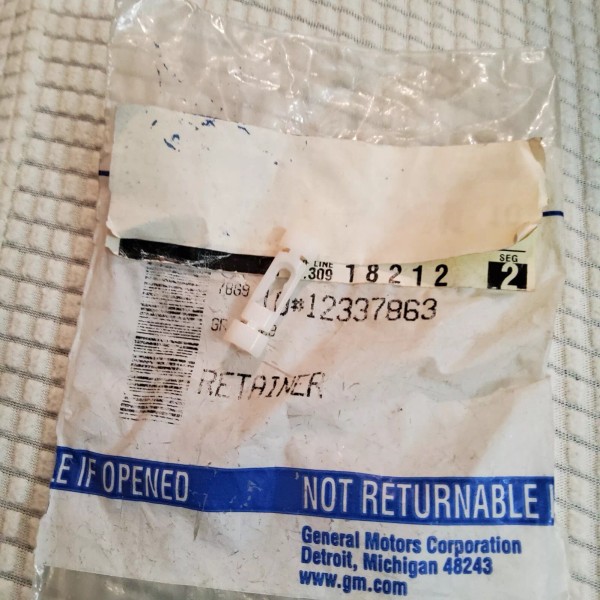 LINE
309 18212
SEG
2
12337863
RETAINER
E IF OPENED NOT RETURNABLE
General Motors Corporation
Detroit, Michigan 48243
www.gm.com